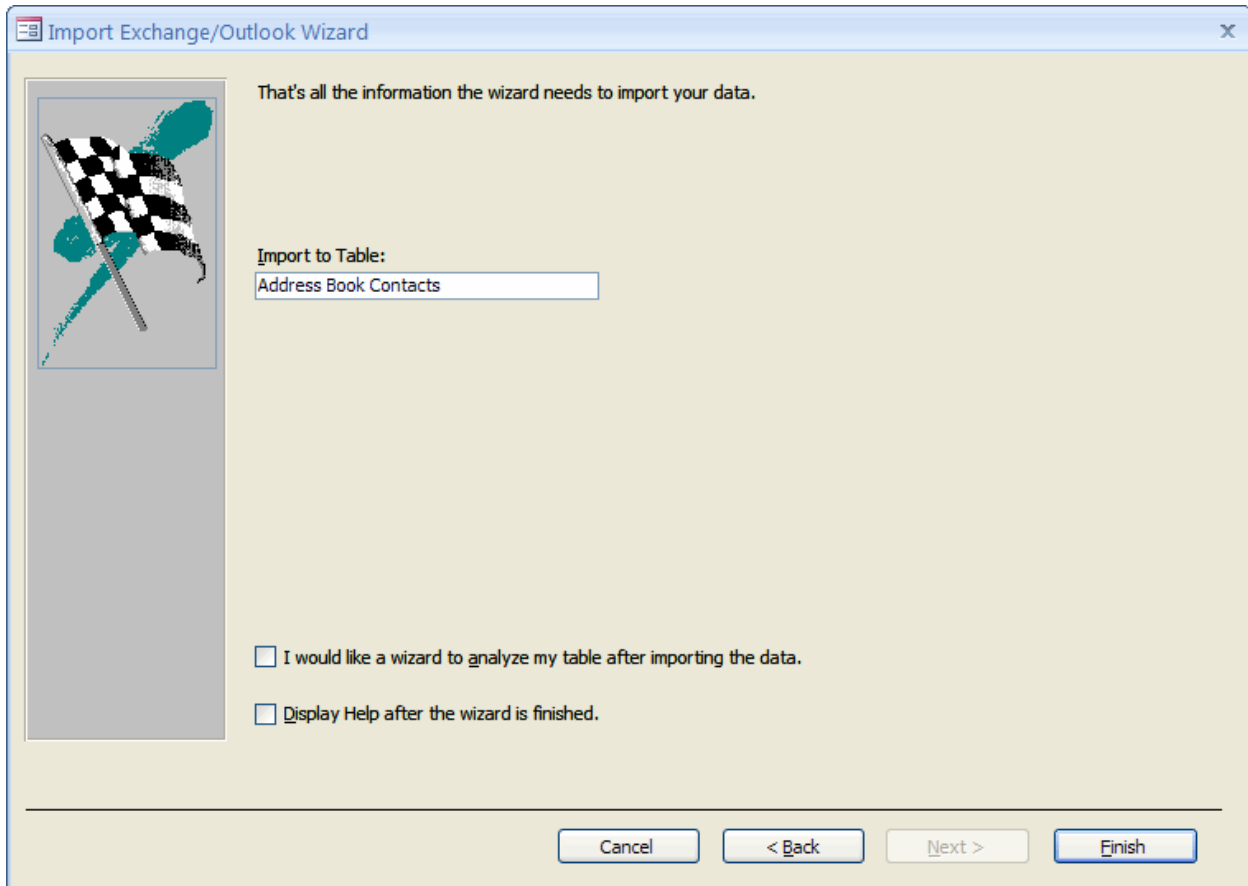 Import Exchange/Outlook Wizard
That's all the information the wizard needs to import your data.
Import to Table:
Address Book Contacts
I would like a wizard to analyze my table after importing the data.
Display Help after the wizard is finished.
Cancel
< Back
Next >
Finish